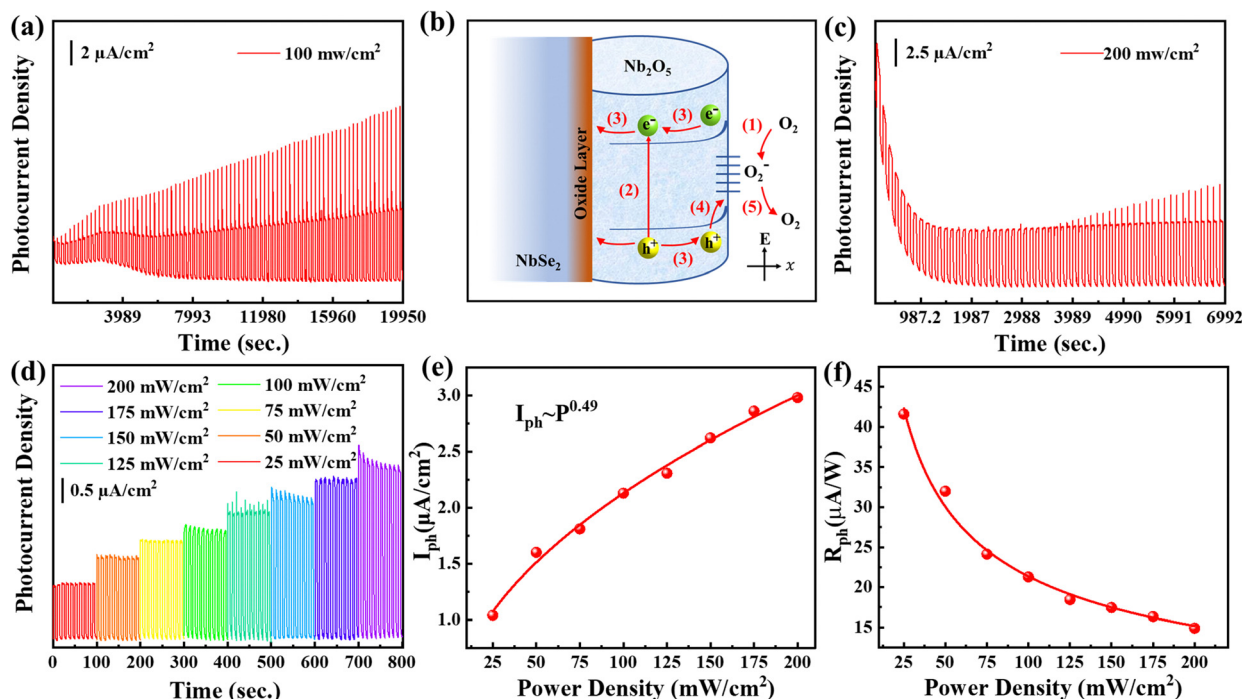 (a)
2 μA/cm²
100 mw/cm²
Photocurrent Density
3989 7993 11980 15960 19950
Time (sec.)
(b)
Nb₂O₅
Oxide Layer
NbSe₂
(3) e⁻ (3) e⁻ (1) O₂
(2)
O₂⁻
(4) (5)
O₂
h⁺ h⁺
(3)
E
x
(c)
2.5 μA/cm²
200 mw/cm²
Photocurrent Density
987.2 1987 2988 3989 4990 5991 6992
Time (sec.)
(d)
200 mW/cm² 100 mW/cm²
175 mW/cm² 75 mW/cm²
150 mW/cm² 50 mW/cm²
125 mW/cm² 25 mW/cm²
0.5 μA/cm²
Photocurrent Density
0 100 200 300 400 500 600 700 800
Time (sec.)
(e)
I_ph~P^0.49
I_ph(μA/cm²)
3.0
2.5
2.0
1.5
1.0
25 50 75 100 125 150 175 200
Power Density (mW/cm²)
(f)
R_ph(μA/W)
45
40
35
30
25
20
15
25 50 75 100 125 150 175 200
Power Density (mW/cm²)